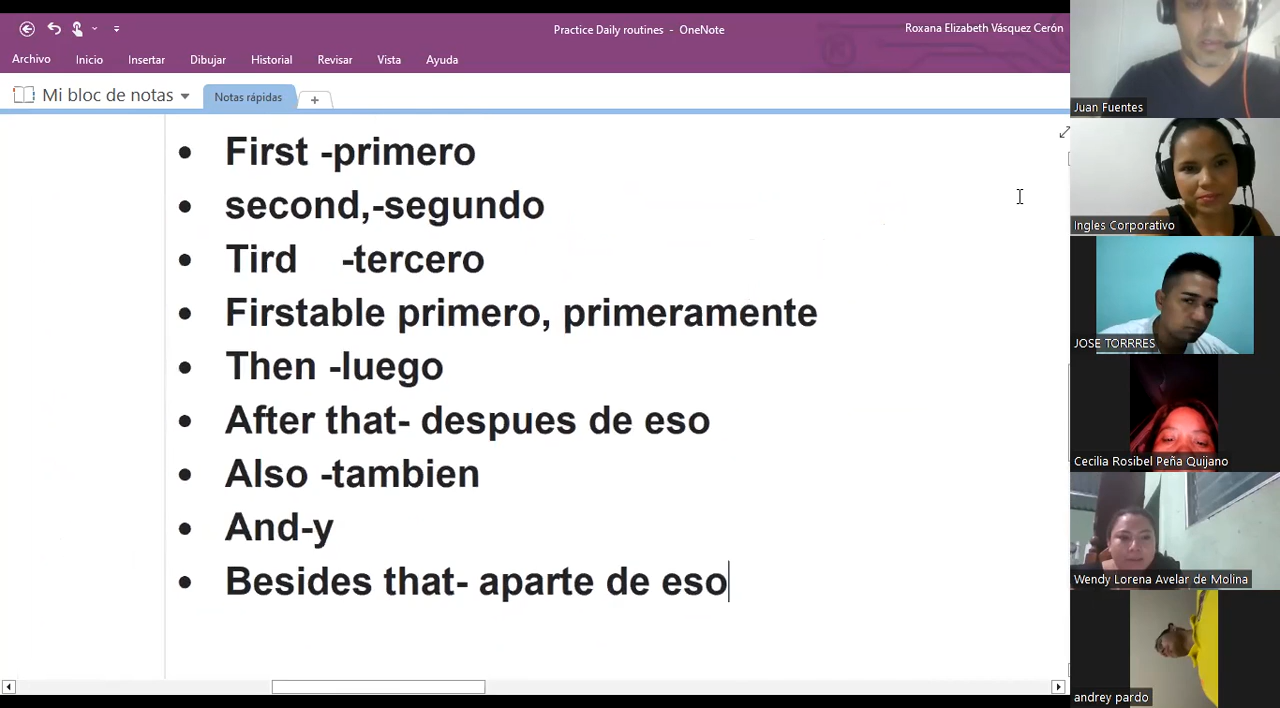 Practice Daily routines - OneNote
Roxana Elizabeth Vásquez Cerón
Archivo Inicio Insertar Dibujar Historial Revisar Vista Ayuda
Mi bloc de notas Notas rápidas +
• First -primero
• second,-segundo
• Tird -tercero
• Firstable primero, primeramente
• Then -luego
• After that- despues de eso
• Also -tambien
• And-y
• Besides that- aparte de eso
Juan Fuentes
Ingles Corporativo
JOSE TORRRES
Cecilia Rosibel Peña Quijano
Wendy Lorena Avelar de Molina
andrey pardo